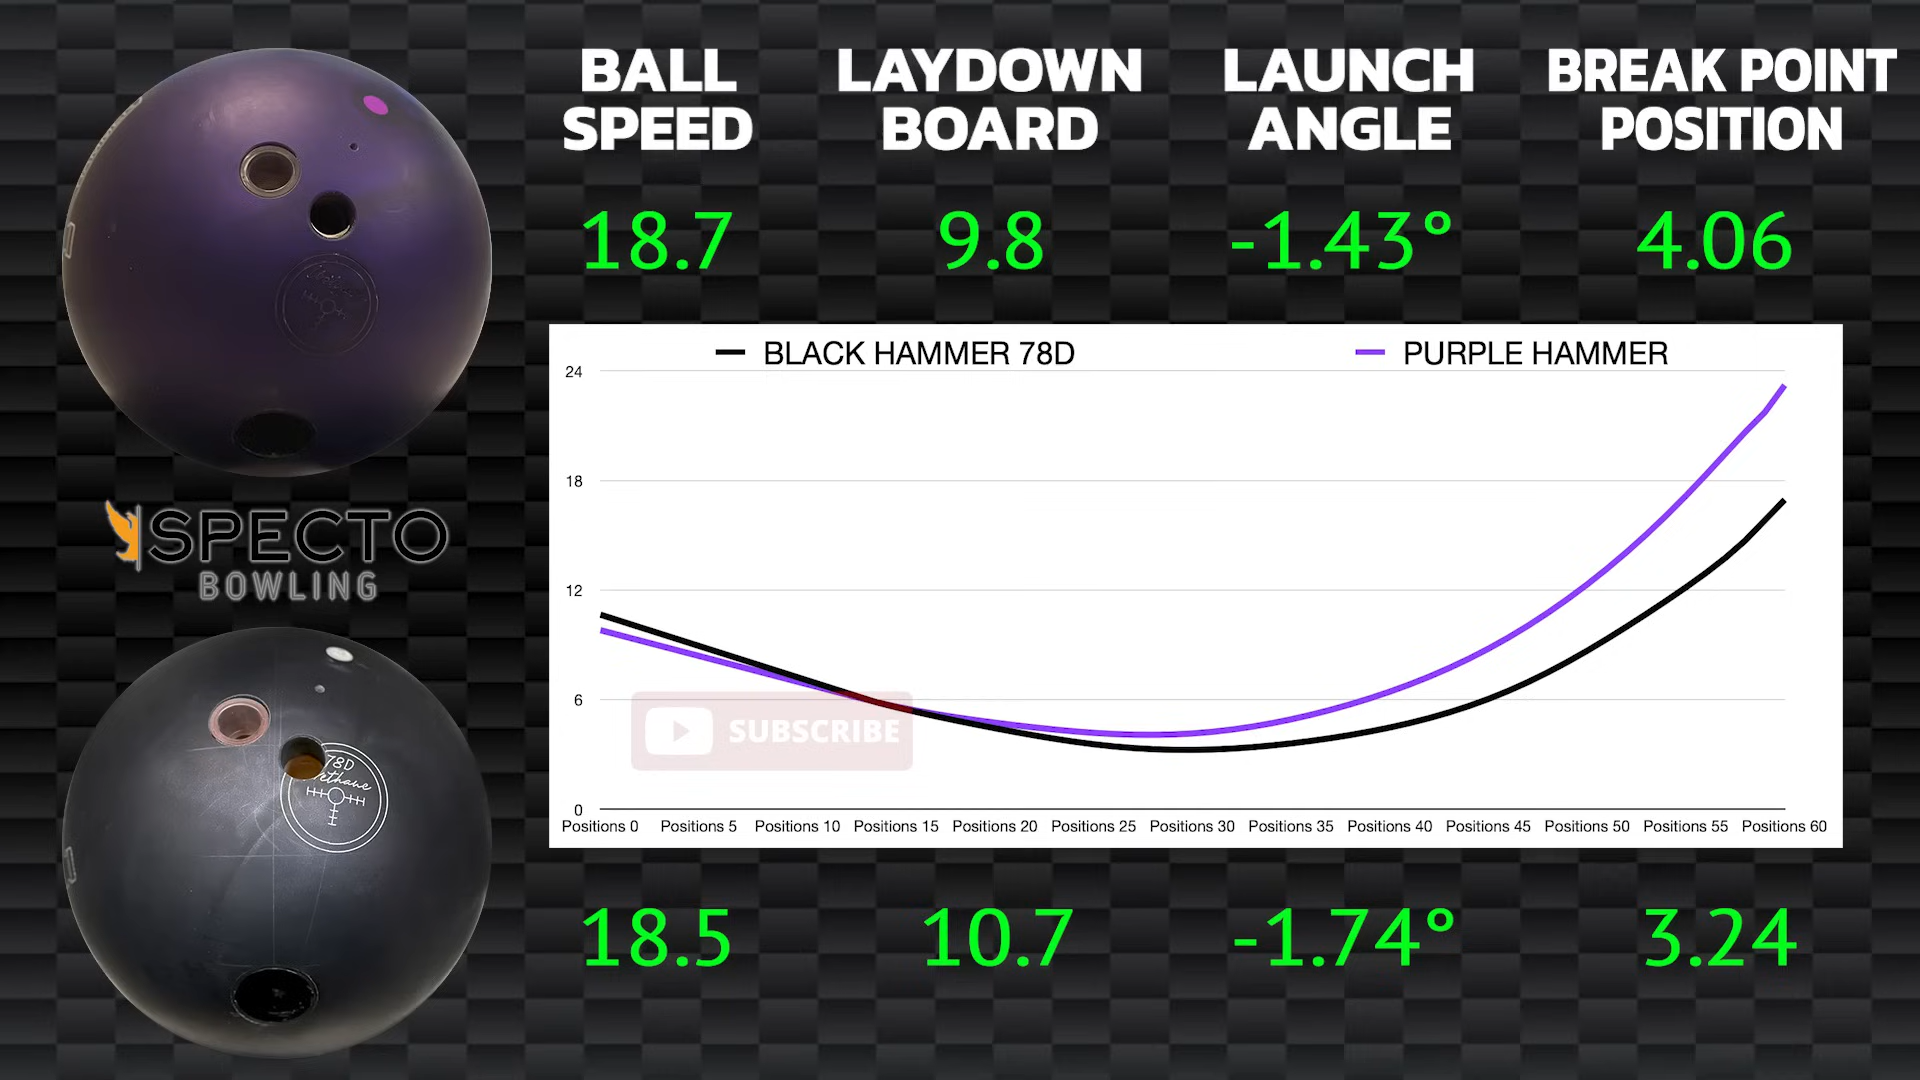 BALL
SPEED
LAYDOWN
BOARD
LAUNCH
ANGLE
BREAK POINT
POSITION
18.7
9.8
-1.43°
4.06
BLACK HAMMER 78D
PURPLE HAMMER
24
18
12
6
0
Positions 0
Positions 5
Positions 10
Positions 15
Positions 20
Positions 25
Positions 30
Positions 35
Positions 40
Positions 45
Positions 50
Positions 55
Positions 60
SUBSCRIBE
SPECTO
BOWLING
78D
18.5
10.7
-1.74°
3.24